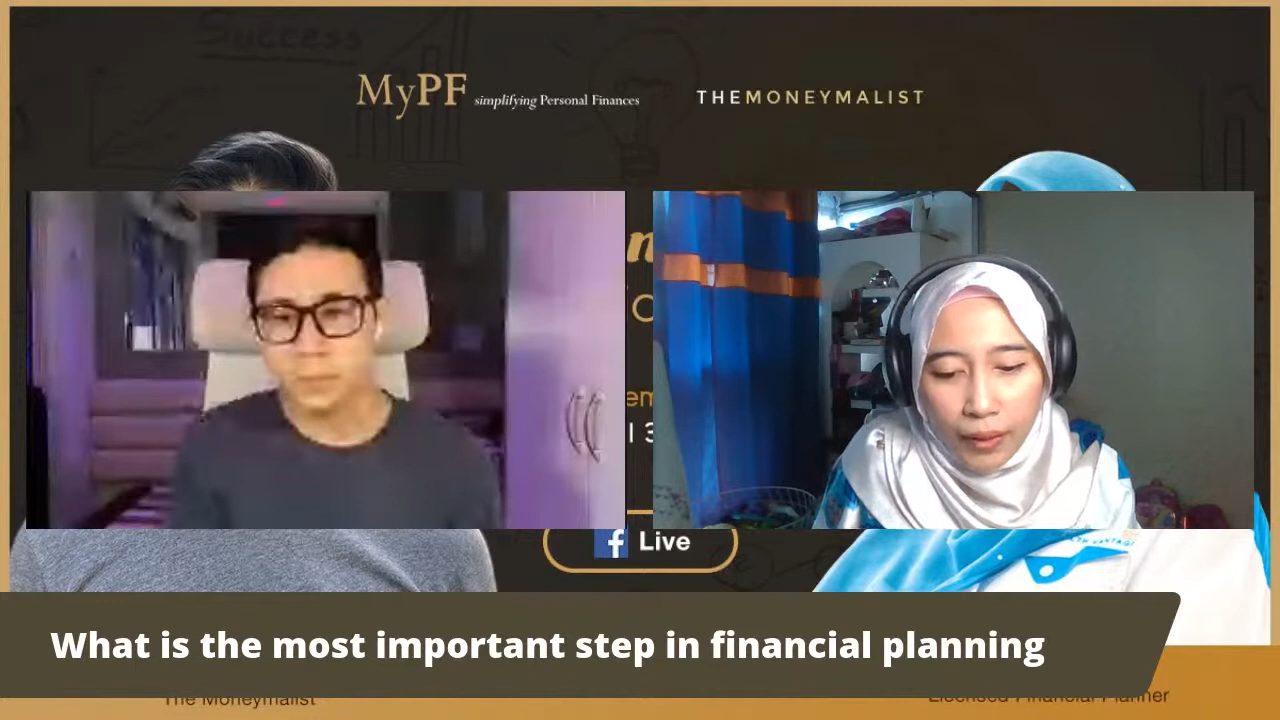 Success
MyPF simplifying Personal Finances
THEMONEYMALIST
Live
What is the most important step in financial planning
The Moneymalist
Licensed Financial Planner